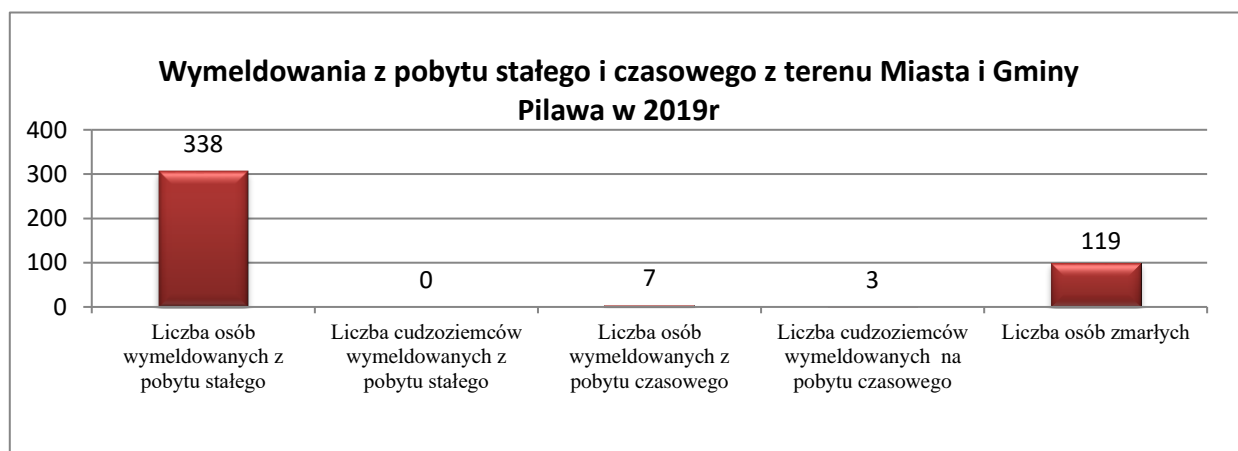 Wymeldowania z pobytu stałego i czasowego z terenu Miasta i Gminy
Pilawa w 2019r
400
300
200
100
0
338
0
7
3
119
Liczba osób
wymeldowanych z
pobytu stałego
Liczba cudzoziemców
wymeldowanych z
pobytu stałego
Liczba osób
wymeldowanych z
pobytu czasowego
Liczba cudzoziemców
wymeldowanych na
pobytu czasowego
Liczba osób zmarłych